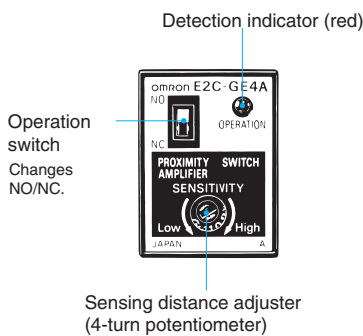 Detection indicator (red)
omron E2C-GE4A
NO
OPERATION
Operation
switch
Changes
NO/NC.
NC
PROXIMITY SWITCH
AMPLIFIER
SENSITIVITY
Low High
JAPAN A
Sensing distance adjuster
(4-turn potentiometer)